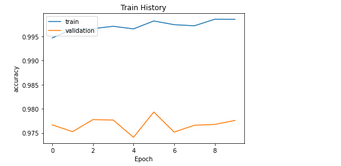 Train History
train
validation
0.995
0.990
0.985
0.980
0.975
accuracy
0 2 4 6 8
Epoch